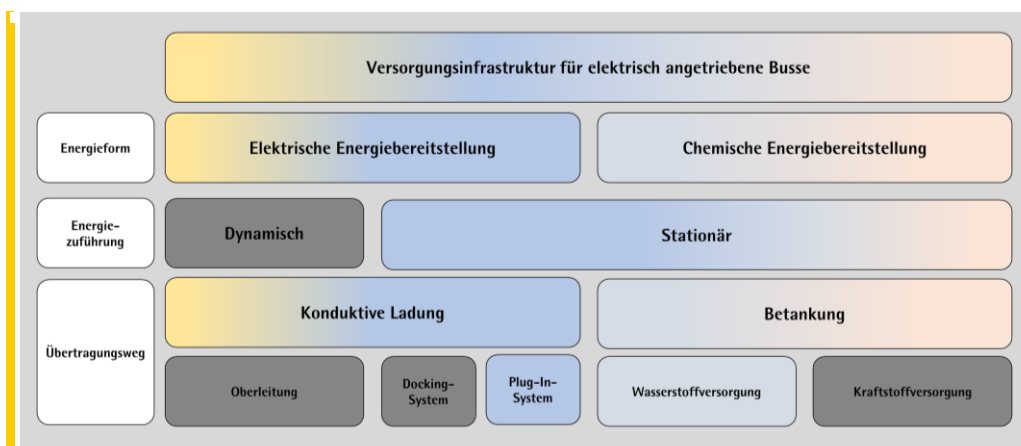 Versorgungsinfrastruktur für elektrisch angetriebene Busse
Energieform
Elektrische Energiebereitstellung
Chemische Energiebereitstellung
Energie-
zuführung
Dynamisch
Stationär
Übertragungsweg
Konduktive Ladung
Betankung
Oberleitung
Docking-
System
Plug-In-
System
Wasserstoffversorgung
Kraftstoffversorgung